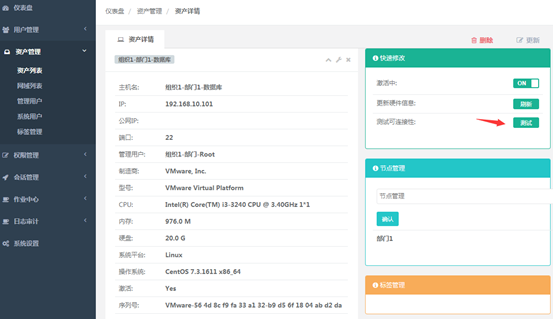 仪表盘
用户管理
资产管理
资产列表
网域列表
管理用户
系统用户
标签管理
权限管理
会话管理
作业中心
日志审计
系统设置
仪表盘 / 资产管理 / 资产详情
资产详情
删除
更新
组织1-部门1-数据库
主机名: 组织1-部门1-数据库
IP: 192.168.10.101
公网IP:
端口: 22
管理用户: 组织1-部门-Root
制造商: VMware, Inc.
型号: VMware Virtual Platform
CPU: Intel(R) Core(TM) i3-3240 CPU @ 3.40GHz 1*1
内存: 976.0 M
硬盘: 20.0 G
系统平台: Linux
操作系统: CentOS 7.3.1611 x86_64
激活: Yes
序列号: VMware-56 4d 8c f9 fa 33 a1 32-b9 d5 6f 18 04 ab d2 da
快速修改
激活中: ON
更新硬件信息: 刷新
测试可连接性: 测试
节点管理
节点管理
确认
部门1
标签管理